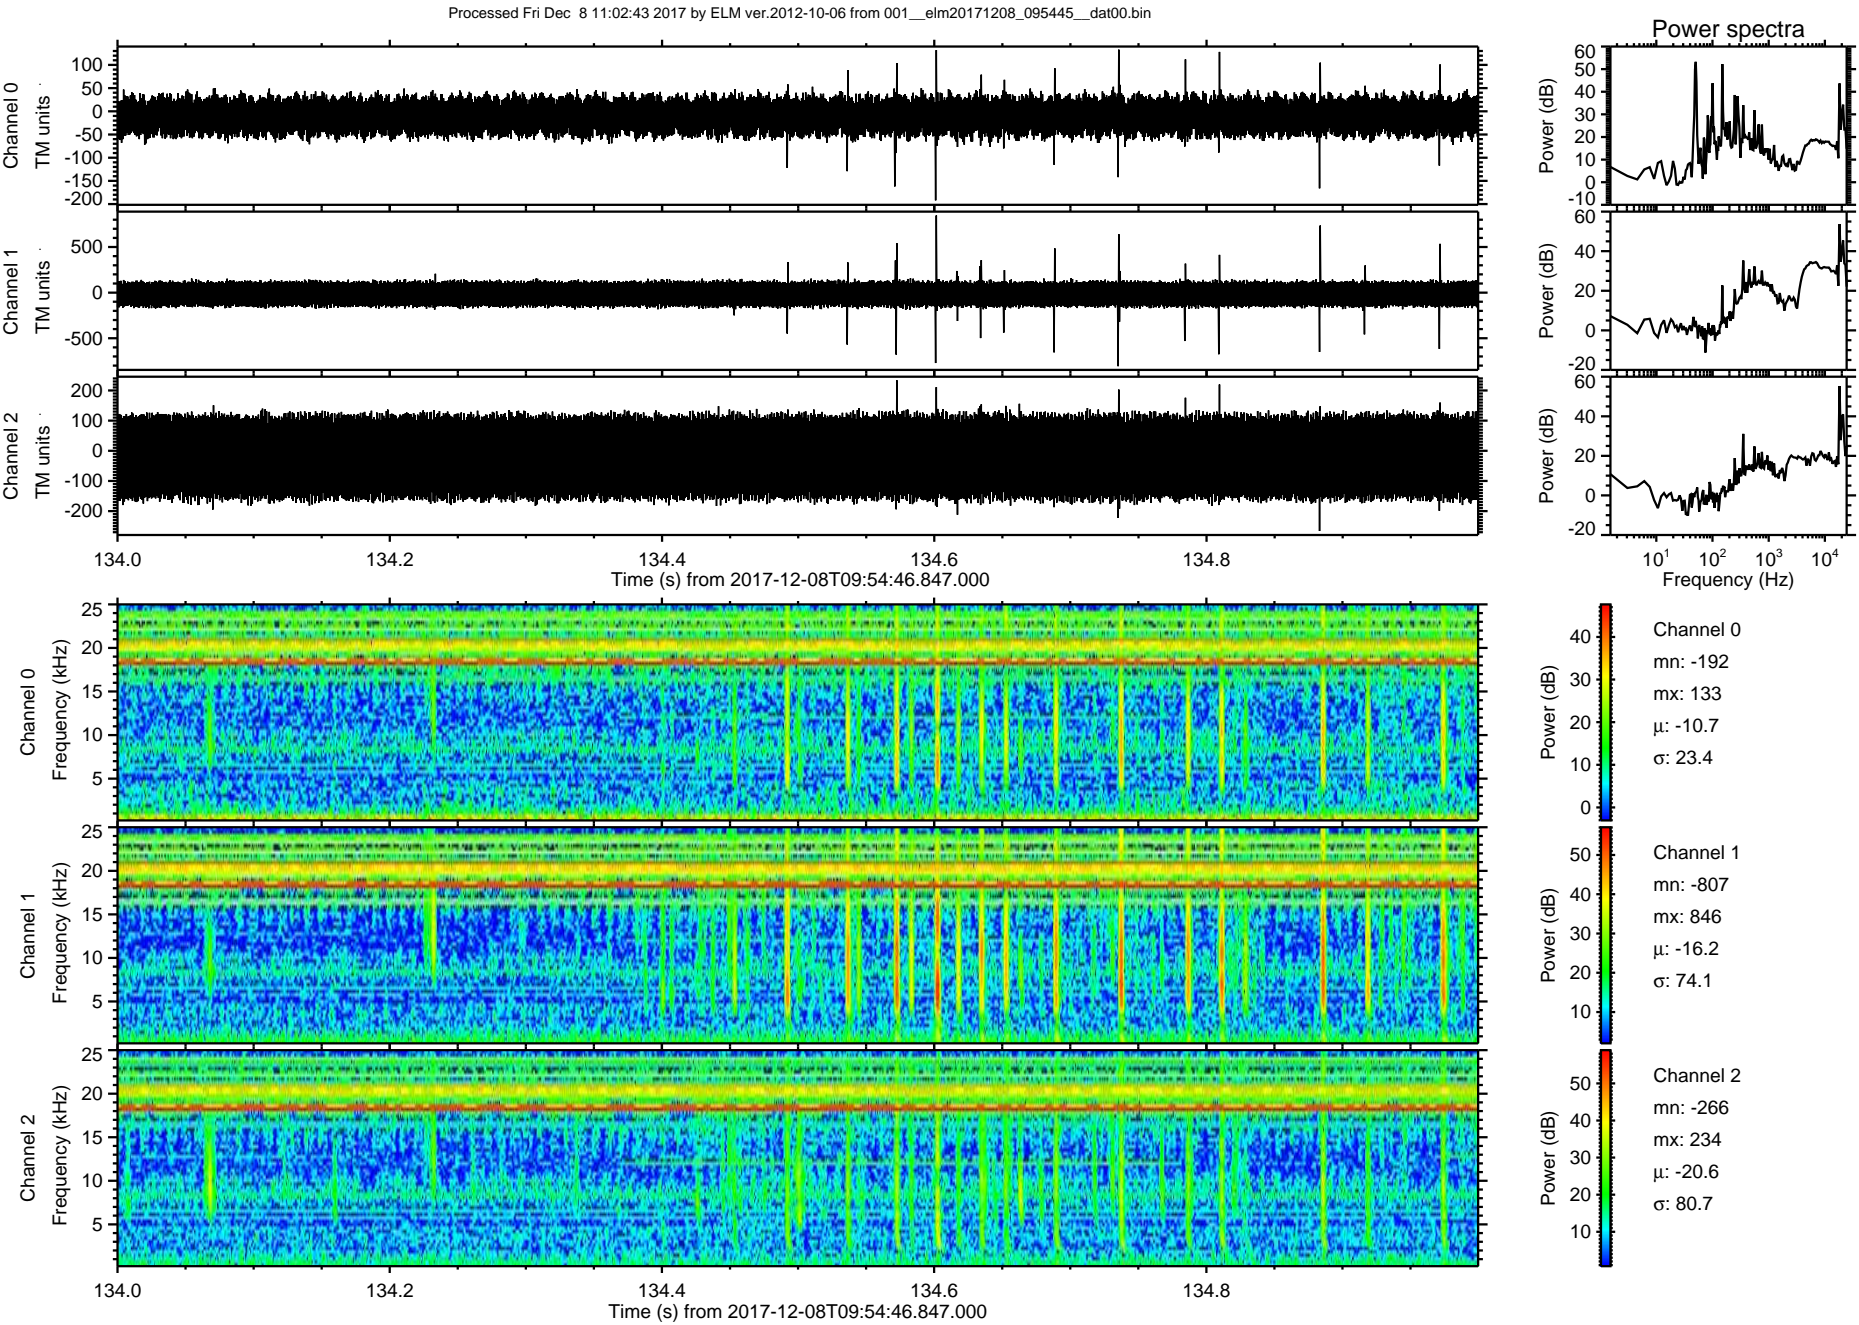 Processed Fri Dec  8 11:02:43 2017 by ELM ver.2012-10-06 from 001__elm20171208_095445__dat00.bin
Power spectra
Channel 0
TM units
100
50
0
-50
-100
-150
-200
Power (dB)
60
50
40
30
20
10
0
-10
Channel 1
TM units
500
0
-500
Power (dB)
60
40
20
0
-20
Channel 2
TM units
200
100
0
-100
-200
Power (dB)
60
40
20
0
-20
134.0 134.2 134.4 134.6 134.8
Time (s) from 2017-12-08T09:54:46.847.000
10^1 10^2 10^3 10^4
Frequency (Hz)
Channel 0
Frequency (kHz)
25
20
15
10
5
Power (dB)
40
30
20
10
0
Channel 0
mn: -192
mx: 133
µ: -10.7
σ: 23.4
Channel 1
Frequency (kHz)
25
20
15
10
5
Power (dB)
50
40
30
20
10
Channel 1
mn: -807
mx: 846
µ: -16.2
σ: 74.1
Channel 2
Frequency (kHz)
25
20
15
10
5
Power (dB)
50
40
30
20
10
Channel 2
mn: -266
mx: 234
µ: -20.6
σ: 80.7
134.0 134.2 134.4 134.6 134.8
Time (s) from 2017-12-08T09:54:46.847.000